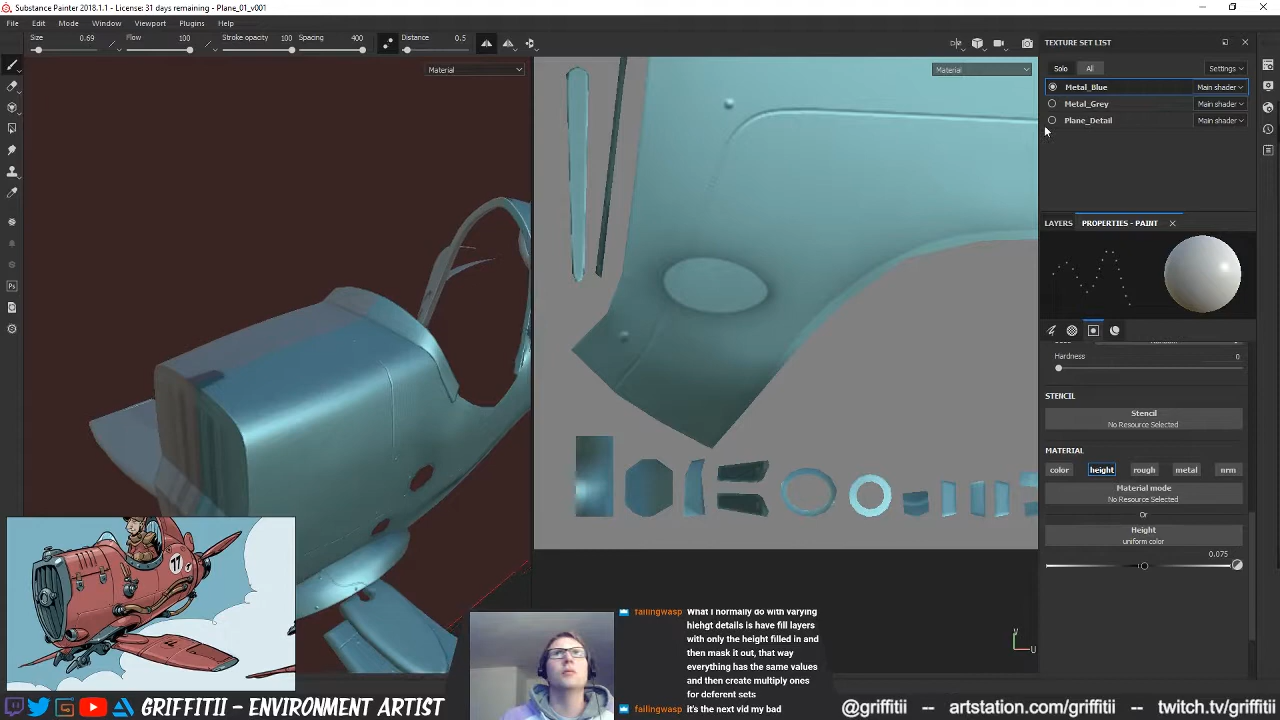 Substance Painter 2018.1.1 - License: 31 days remaining - Plane_01_v001
File Edit Mode Window Viewport Plugins Help
Size 0.69 Flow 100 Stroke opacity 100 Spacing 400 Distance 0.5
Material
Material
TEXTURE SET LIST
Solo All Settings
Metal_Blue Main shader
Metal_Grey Main shader
Plane_Detail Main shader
LAYERS PROPERTIES - PAINT
Hardness 0
STENCIL
Stencil
No Resource Selected
MATERIAL
color height rough metal nrm
Material mode
No Resource Selected
Or
Height
uniform color
0.075
17
failingwasp What I normally do with varying
hiehgt details is have fill layers
with only the height filled in and
then mask it out, that way
everything has the same values
and then create multiply ones
for deferent sets
failingwasp it's the next vid my bad
Y
U
Ps
GRIFFITII - ENVIRONMENT ARTIST
@griffitii -- artstation.com/griffitii -- twitch.tv/griffitii